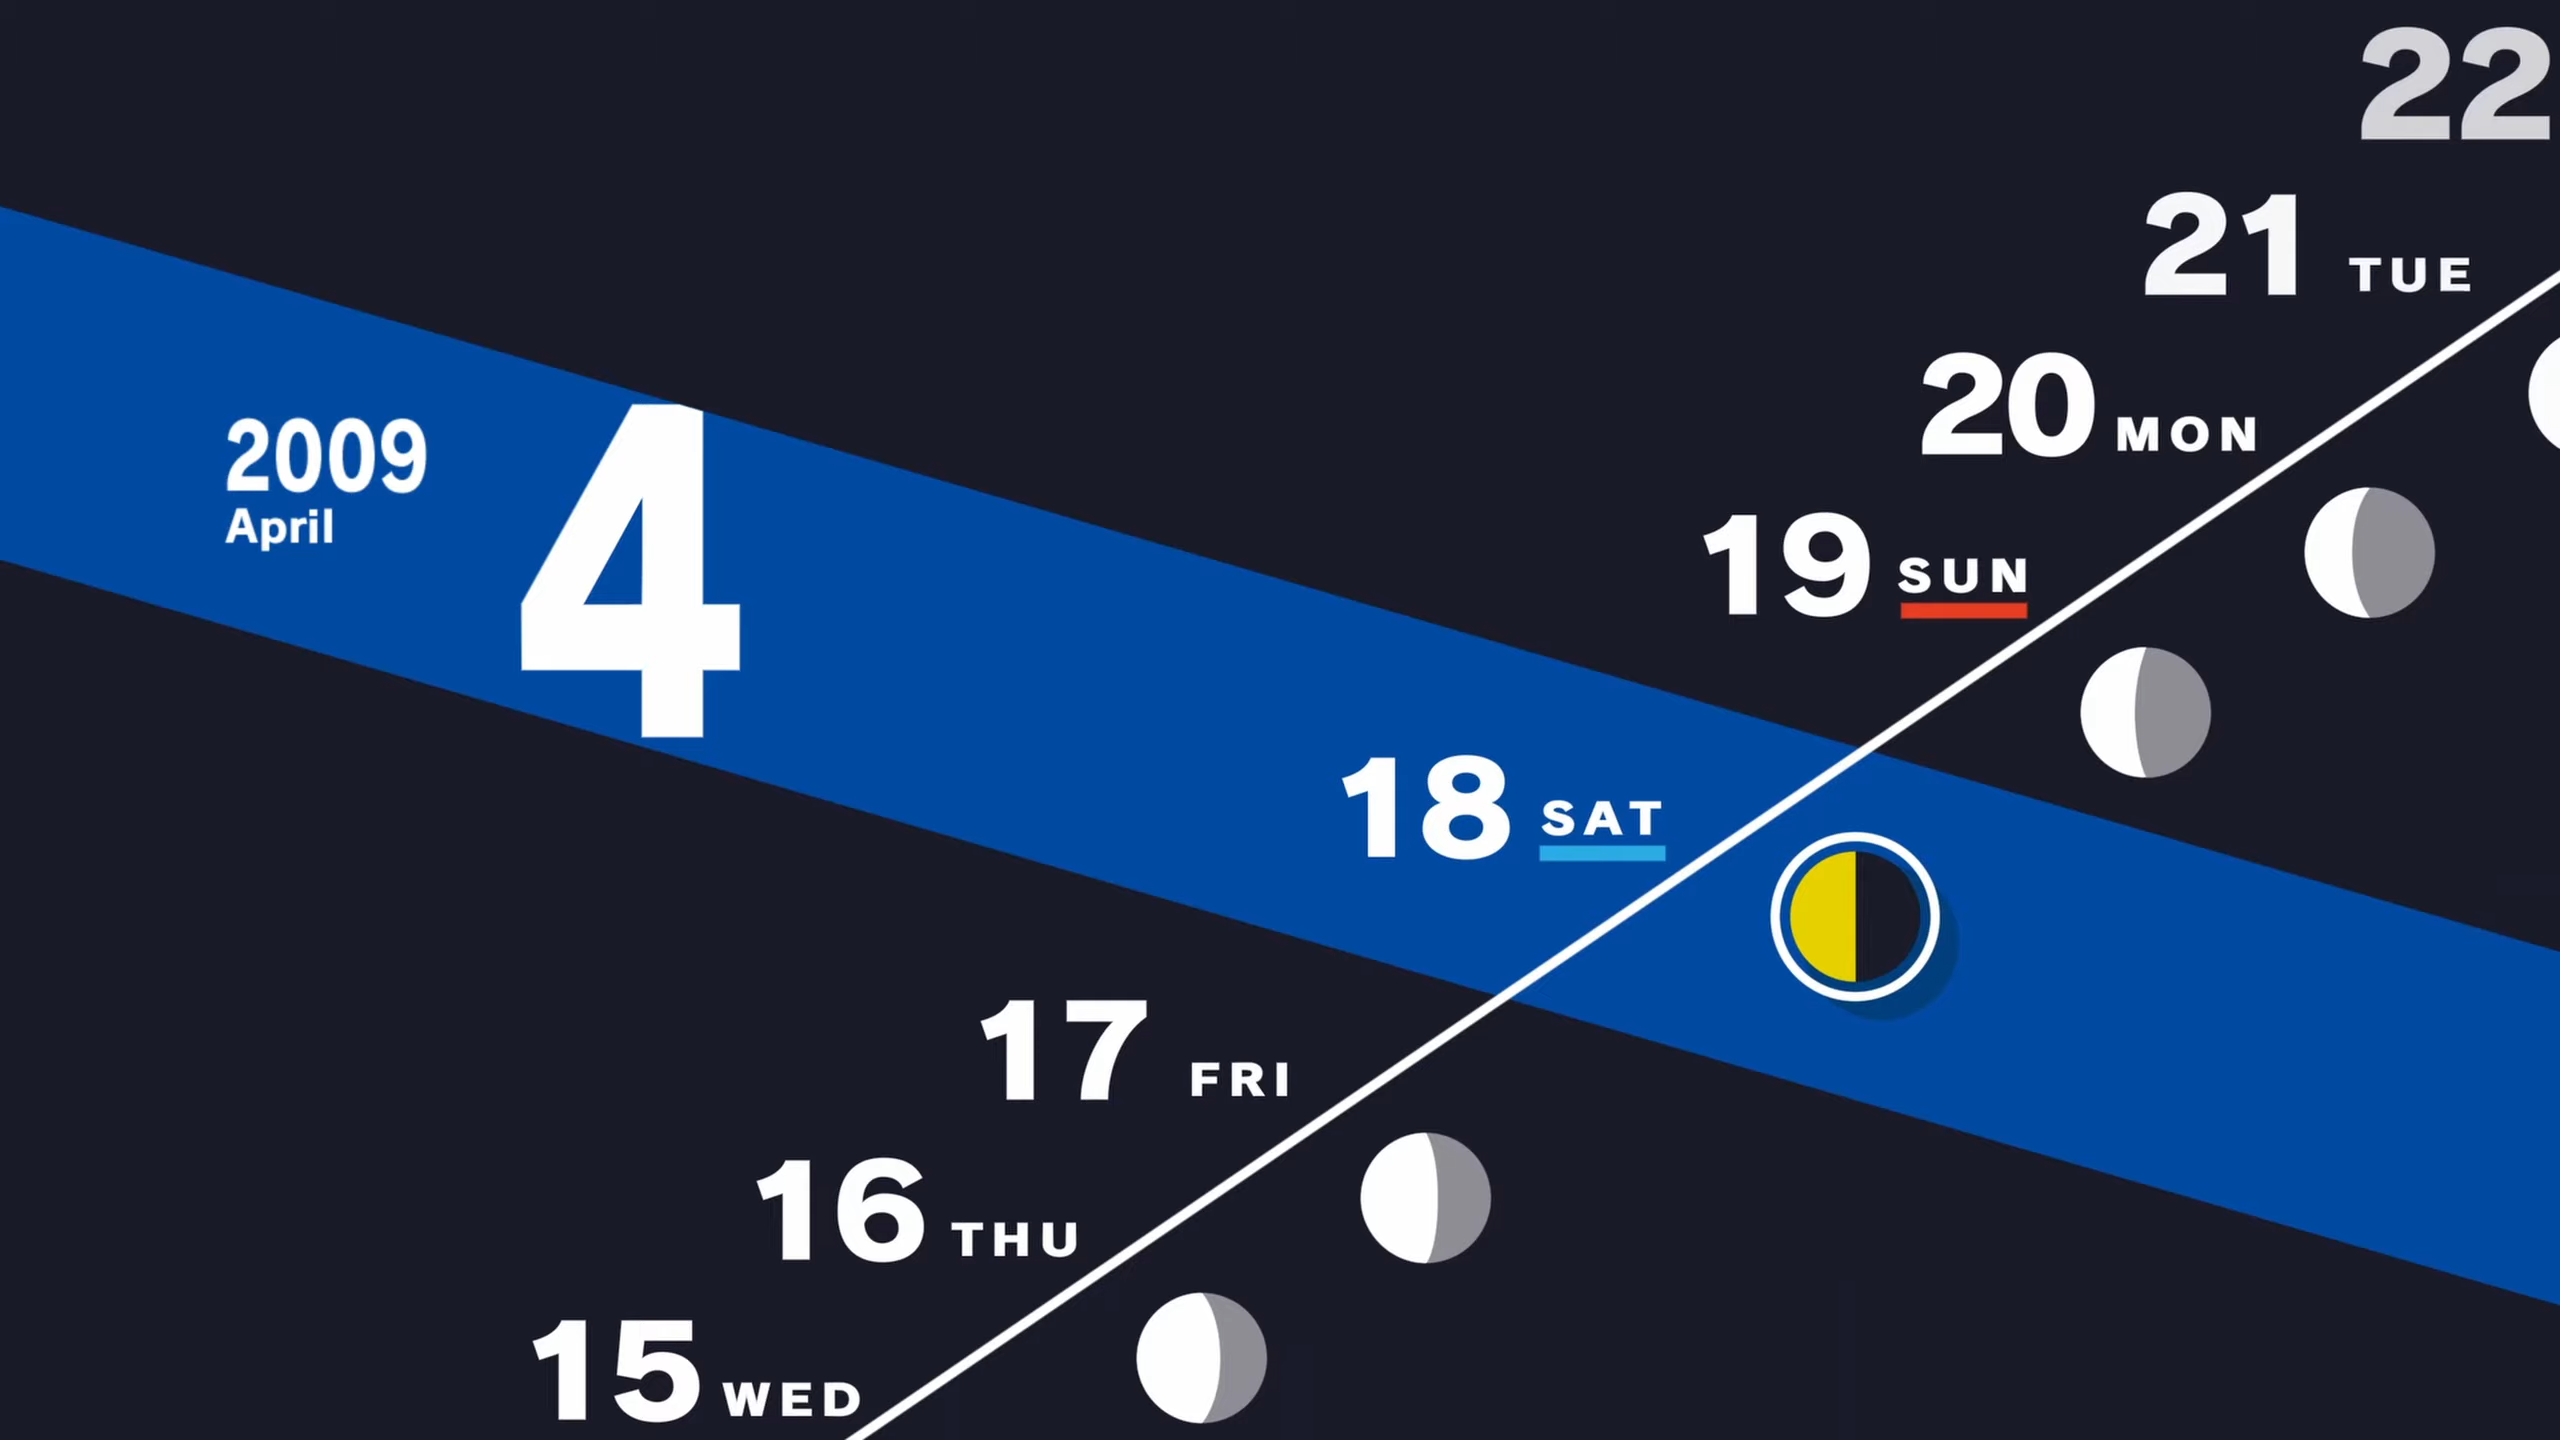 2009
April
4
22
21 TUE
20 MON
19 SUN
18 SAT
17 FRI
16 THU
15 WED